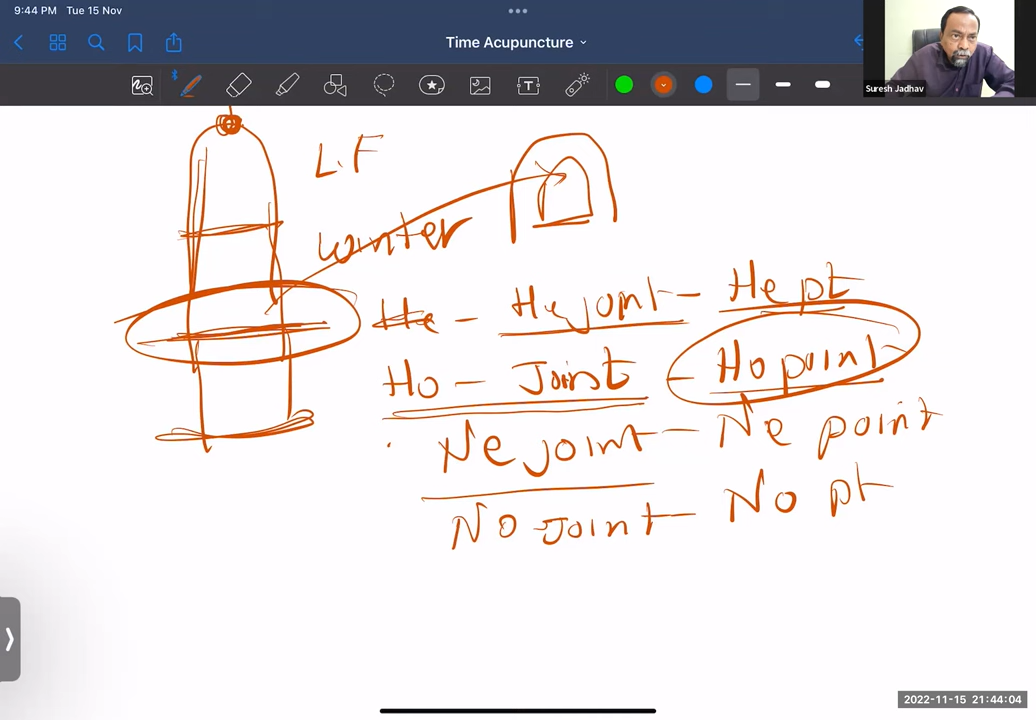 9:44 PM Tue 15 Nov
Time Acupuncture
Suresh Jadhav
L.F
winter
He - He joint - He pt
Ho - Joint - Ho point
Ne joint - Ne point
No Joint - No pt
2022-11-15 21:44:04